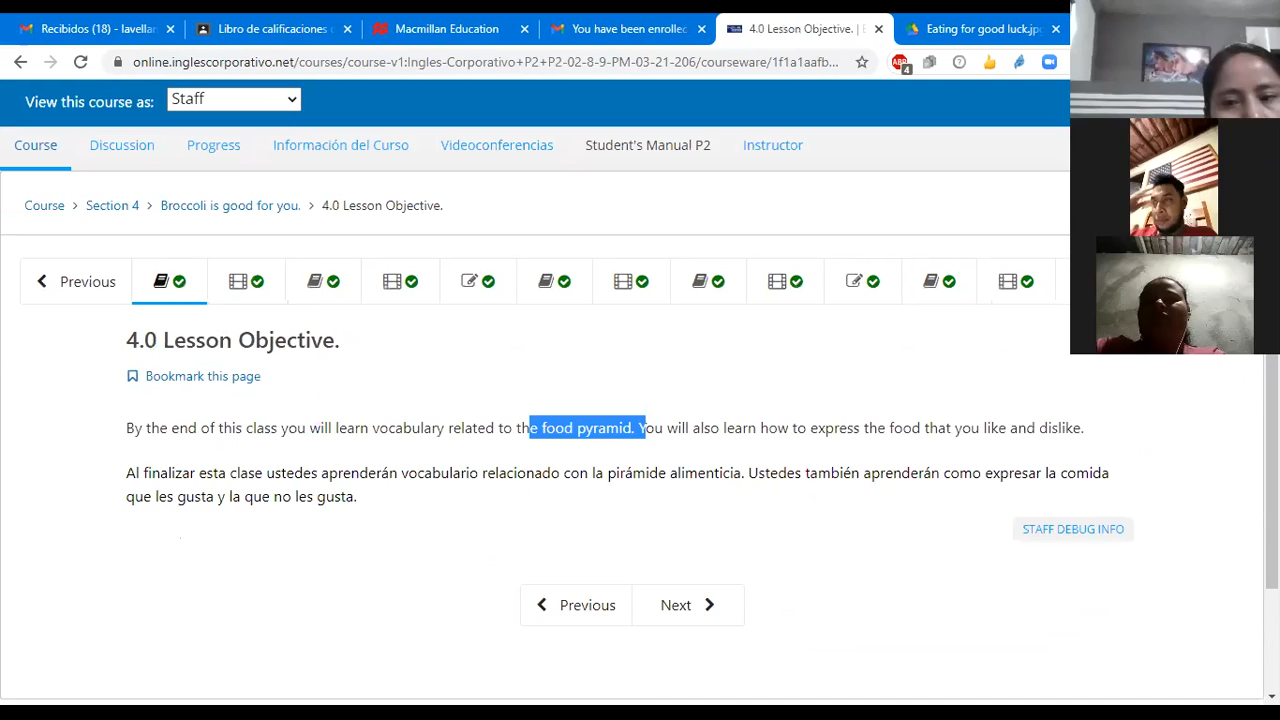 Recibidos (18) - lavellan
Libro de calificaciones c
Macmillan Education
You have been enrollec
4.0 Lesson Objective. | E
Eating for good luck.jpg
online.inglescorporativo.net/courses/course-v1:Ingles-Corporativo+P2+P2-02-8-9-PM-03-21-206/courseware/1f1a1aafb...
ABP
4
View this course as:
Staff
Course
Discussion
Progress
Información del Curso
Videoconferencias
Student's Manual P2
Instructor
Course > Section 4 > Broccoli is good for you. > 4.0 Lesson Objective.
Previous
4.0 Lesson Objective.
Bookmark this page
By the end of this class you will learn vocabulary related to the food pyramid. You will also learn how to express the food that you like and dislike.
Al finalizar esta clase ustedes aprenderán vocabulario relacionado con la pirámide alimenticia. Ustedes también aprenderán como expresar la comida
que les gusta y la que no les gusta.
STAFF DEBUG INFO
Previous
Next